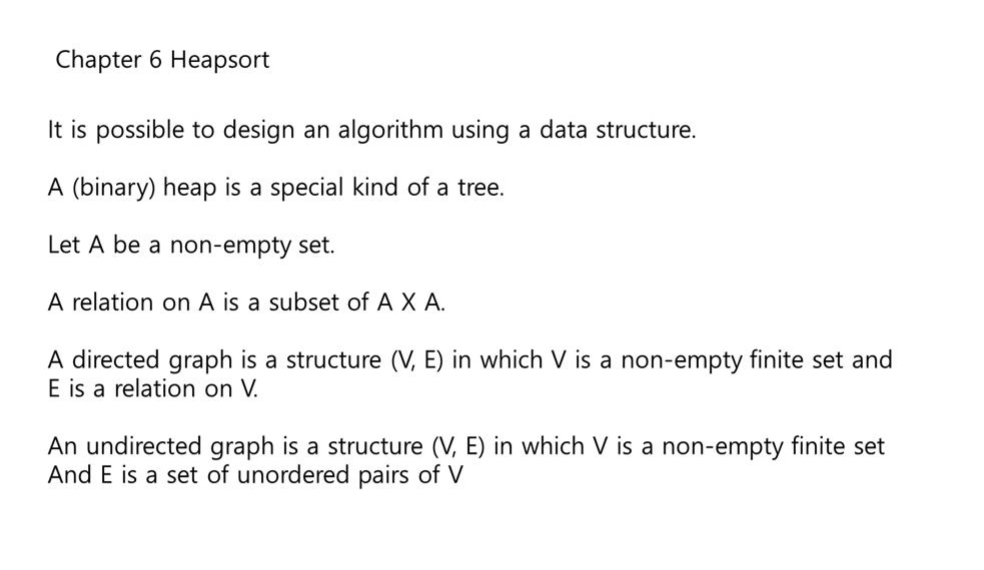 Chapter 6 Heapsort
It is possible to design an algorithm using a data structure.
A (binary) heap is a special kind of a tree.
Let A be a non-empty set.
A relation on A is a subset of A X A.
A directed graph is a structure (V, E) in which V is a non-empty finite set and
E is a relation on V.
An undirected graph is a structure (V, E) in which V is a non-empty finite set
And E is a set of unordered pairs of V